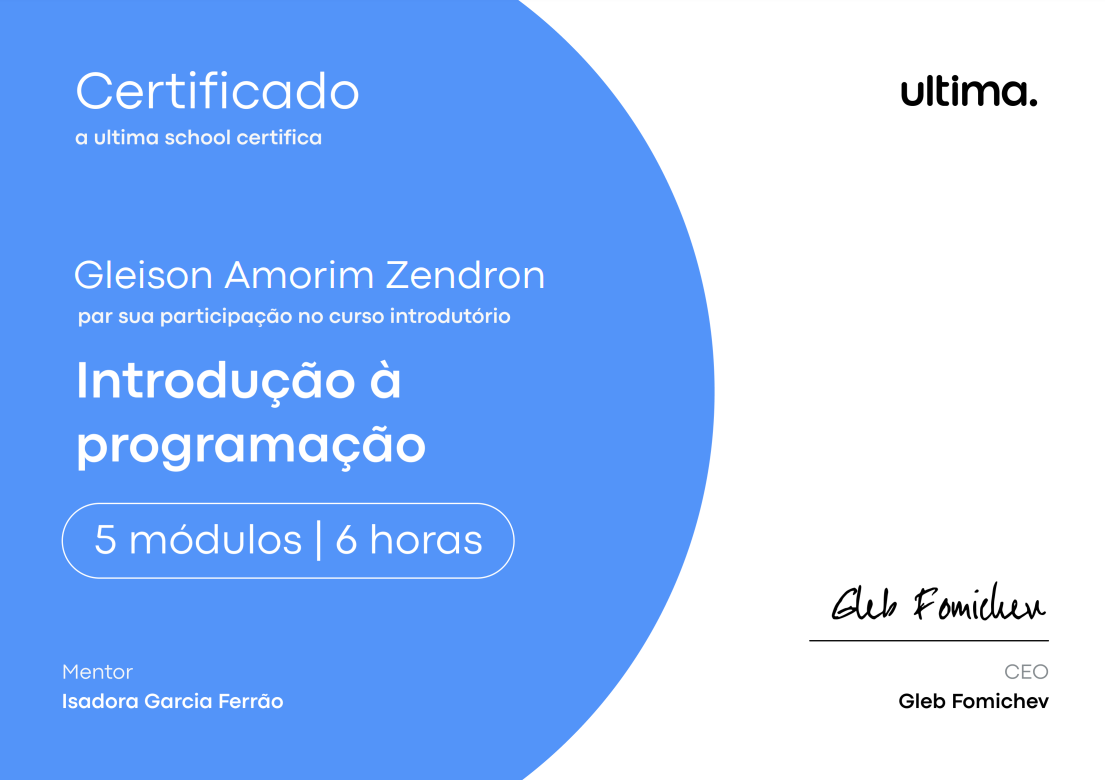 Certificado
a ultima school certifica
ultima.
Gleison Amorim Zendron
par sua participação no curso introdutório
Introdução à
programação
5 módulos | 6 horas
Gleb Fomichev
Mentor
Isadora Garcia Ferrão
CEO
Gleb Fomichev